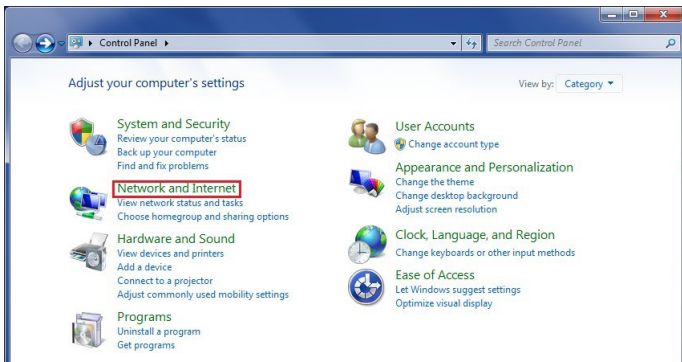 Control Panel
Search Control Panel
Adjust your computer's settings
View by: Category
System and Security
Review your computer's status
Back up your computer
Find and fix problems
Network and Internet
View network status and tasks
Choose homegroup and sharing options
Hardware and Sound
View devices and printers
Add a device
Connect to a projector
Adjust commonly used mobility settings
Programs
Uninstall a program
Get programs
User Accounts
Change account type
Appearance and Personalization
Change the theme
Change desktop background
Adjust screen resolution
Clock, Language, and Region
Change keyboards or other input methods
Ease of Access
Let Windows suggest settings
Optimize visual display